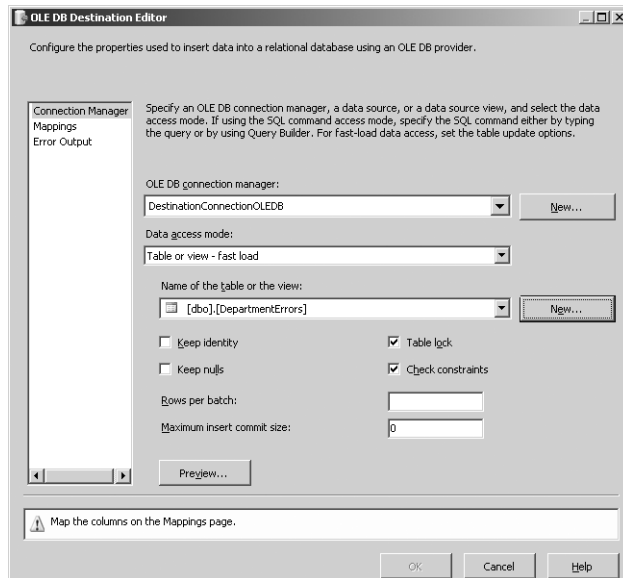 OLE DB Destination Editor
Configure the properties used to insert data into a relational database using an OLE DB provider.
Connection Manager
Mappings
Error Output
Specify an OLE DB connection manager, a data source, or a data source view, and select the data
access mode. If using the SQL command access mode, specify the SQL command either by typing
the query or by using Query Builder. For fast-load data access, set the table update options.
OLE DB connection manager:
DestinationConnectionOLEDB
New...
Data access mode:
Table or view - fast load
Name of the table or the view:
[dbo].[DepartmentErrors]
New...
Keep identity
Table lock
Keep nulls
Check constraints
Rows per batch:
Maximum insert commit size:
0
Preview...
Map the columns on the Mappings page.
OK
Cancel
Help